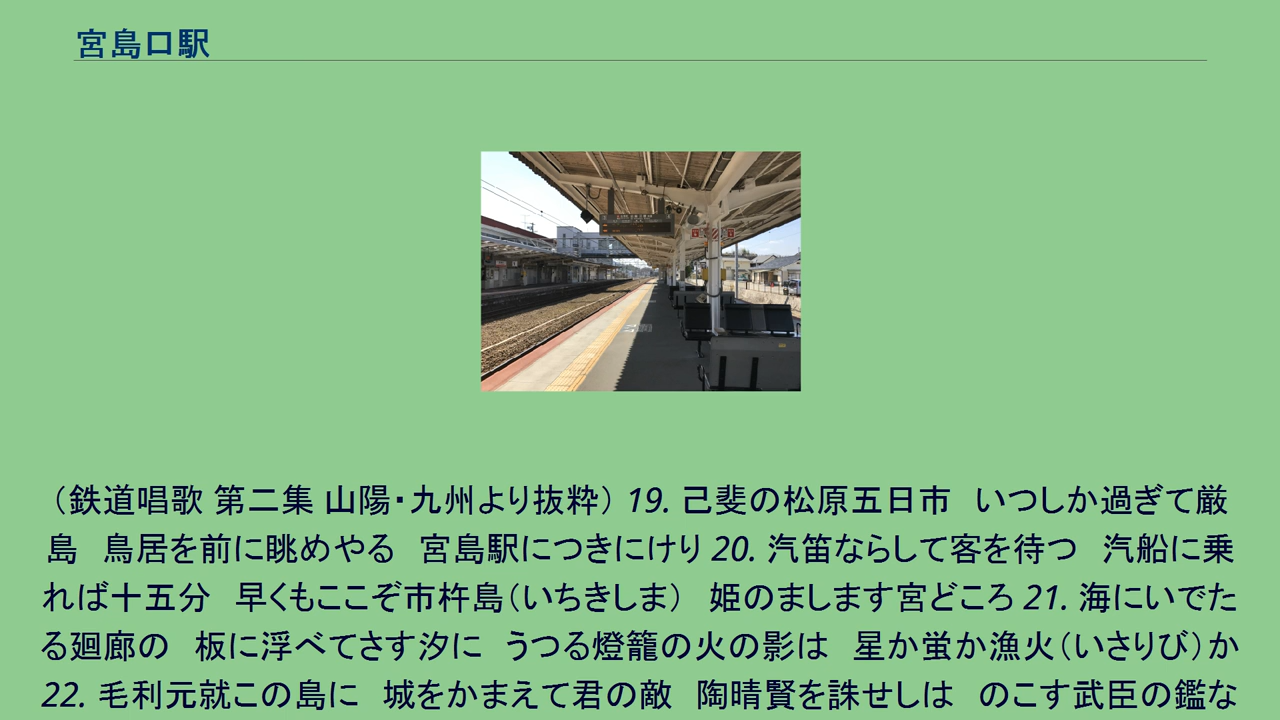 宮島口駅
（鉄道唱歌 第二集 山陽・九州より抜粋） 19. 己斐の松原五日市　いつしか過ぎて厳
島　鳥居を前に眺めやる　宮島駅につきにけり 20. 汽笛ならして客を待つ　汽船に乗
れば十五分　早くもここぞ市杵島（いちきしま）　姫のまします宮どころ 21. 海にいでた
る廻廊の　板に浮べてさす汐に　うつる燈籠の火の影は　星か蛍か漁火（いさりび）か
22. 毛利元就この島に　城をかまえて君の敵　陶晴賢を誅せしは　のこす武臣の鑑な